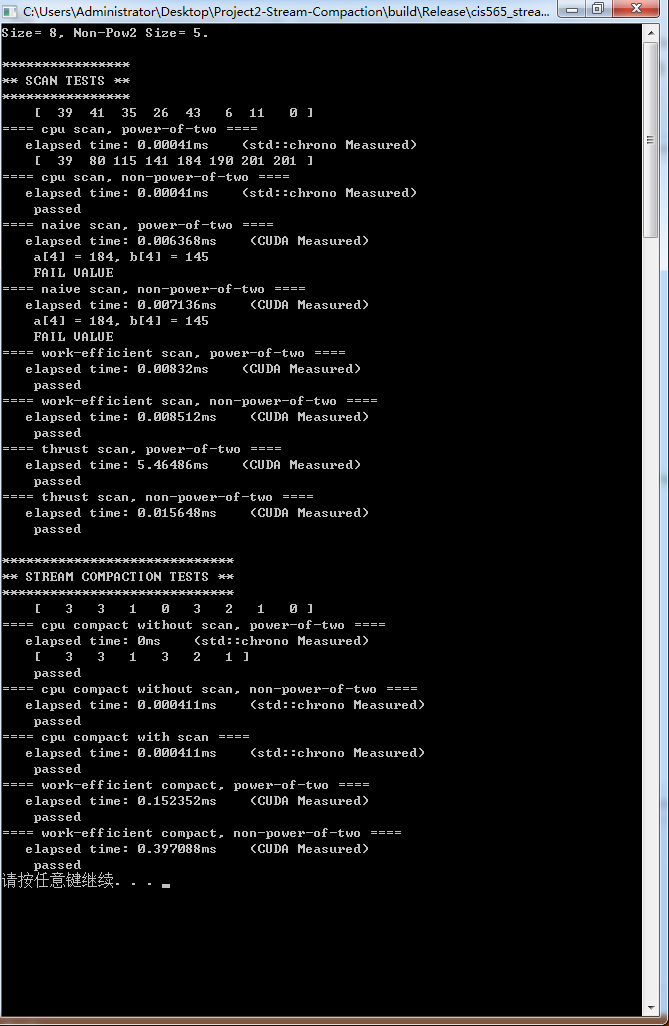 C:\Users\Administrator\Desktop\Project2-Stream-Compaction\build\Release\cis565_strea...
Size= 8, Non-Pow2 Size= 5.
****************
** SCAN TESTS **
****************
[  39  41  35  26  43   6  11   0 ]
==== cpu scan, power-of-two ====
elapsed time: 0.00041ms    (std::chrono Measured)
[  39  80 115 141 184 190 201 201 ]
==== cpu scan, non-power-of-two ====
elapsed time: 0.00041ms    (std::chrono Measured)
passed
==== naive scan, power-of-two ====
elapsed time: 0.006368ms    (CUDA Measured)
a[4] = 184, b[4] = 145
FAIL VALUE
==== naive scan, non-power-of-two ====
elapsed time: 0.007136ms    (CUDA Measured)
a[4] = 184, b[4] = 145
FAIL VALUE
==== work-efficient scan, power-of-two ====
elapsed time: 0.00832ms    (CUDA Measured)
passed
==== work-efficient scan, non-power-of-two ====
elapsed time: 0.008512ms    (CUDA Measured)
passed
==== thrust scan, power-of-two ====
elapsed time: 5.46486ms    (CUDA Measured)
passed
==== thrust scan, non-power-of-two ====
elapsed time: 0.015648ms    (CUDA Measured)
passed
*****************************
** STREAM COMPACTION TESTS **
*****************************
[   3   3   1   0   3   2   1   0 ]
==== cpu compact without scan, power-of-two ====
elapsed time: 0ms    (std::chrono Measured)
[   3   3   1   3   2   1 ]
passed
==== cpu compact without scan, non-power-of-two ====
elapsed time: 0.000411ms    (std::chrono Measured)
passed
==== cpu compact with scan ====
elapsed time: 0.000411ms    (std::chrono Measured)
passed
==== work-efficient compact, power-of-two ====
elapsed time: 0.152352ms    (CUDA Measured)
passed
==== work-efficient compact, non-power-of-two ====
elapsed time: 0.397088ms    (CUDA Measured)
passed
请按任意键继续. . .